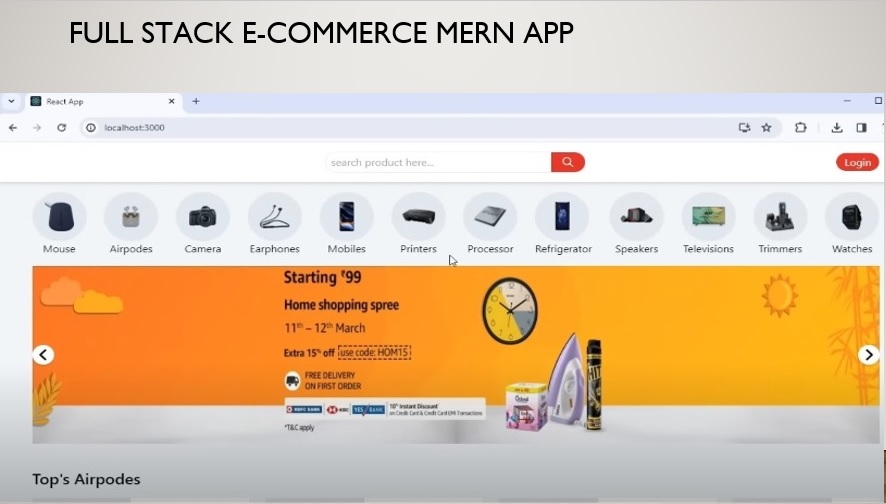 FULL STACK E-COMMERCE MERN APP
React App
localhost:3000
search product here...
Login
Mouse Airpodes Camera Earphones Mobiles Printers Processor Refrigerator Speakers Televisions Trimmers Watches
Starting ₹99
Home shopping spree
11th – 12th March
Extra 15% off use code: HOM15
FREE DELIVERY
ON FIRST ORDER
HDFC BANK HSBC YES BANK 10% Instant Discount*
on Credit Card & Credit Card EMI Transactions
*T&C apply
HIT
Top's Airpodes